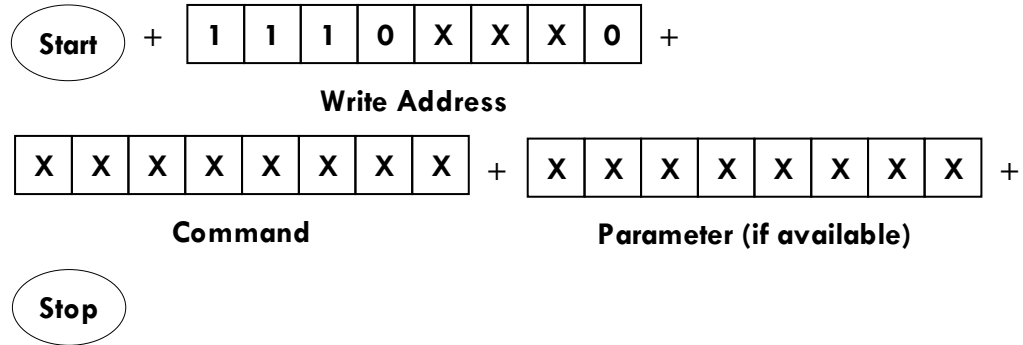 Start + 1 1 1 0 X X X 0 +
Write Address
X X X X X X X X + X X X X X X X X +
Command Parameter (if available)
Stop